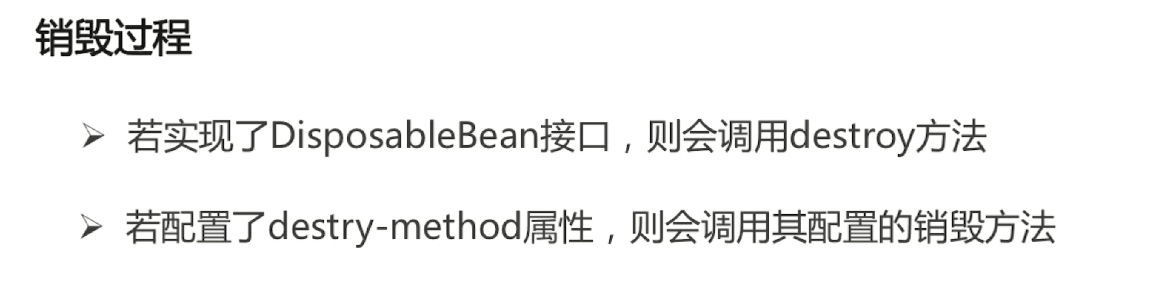 销毁过程
若实现了DisposableBean接口，则会调用destroy方法
若配置了destry-method属性，则会调用其配置的销毁方法